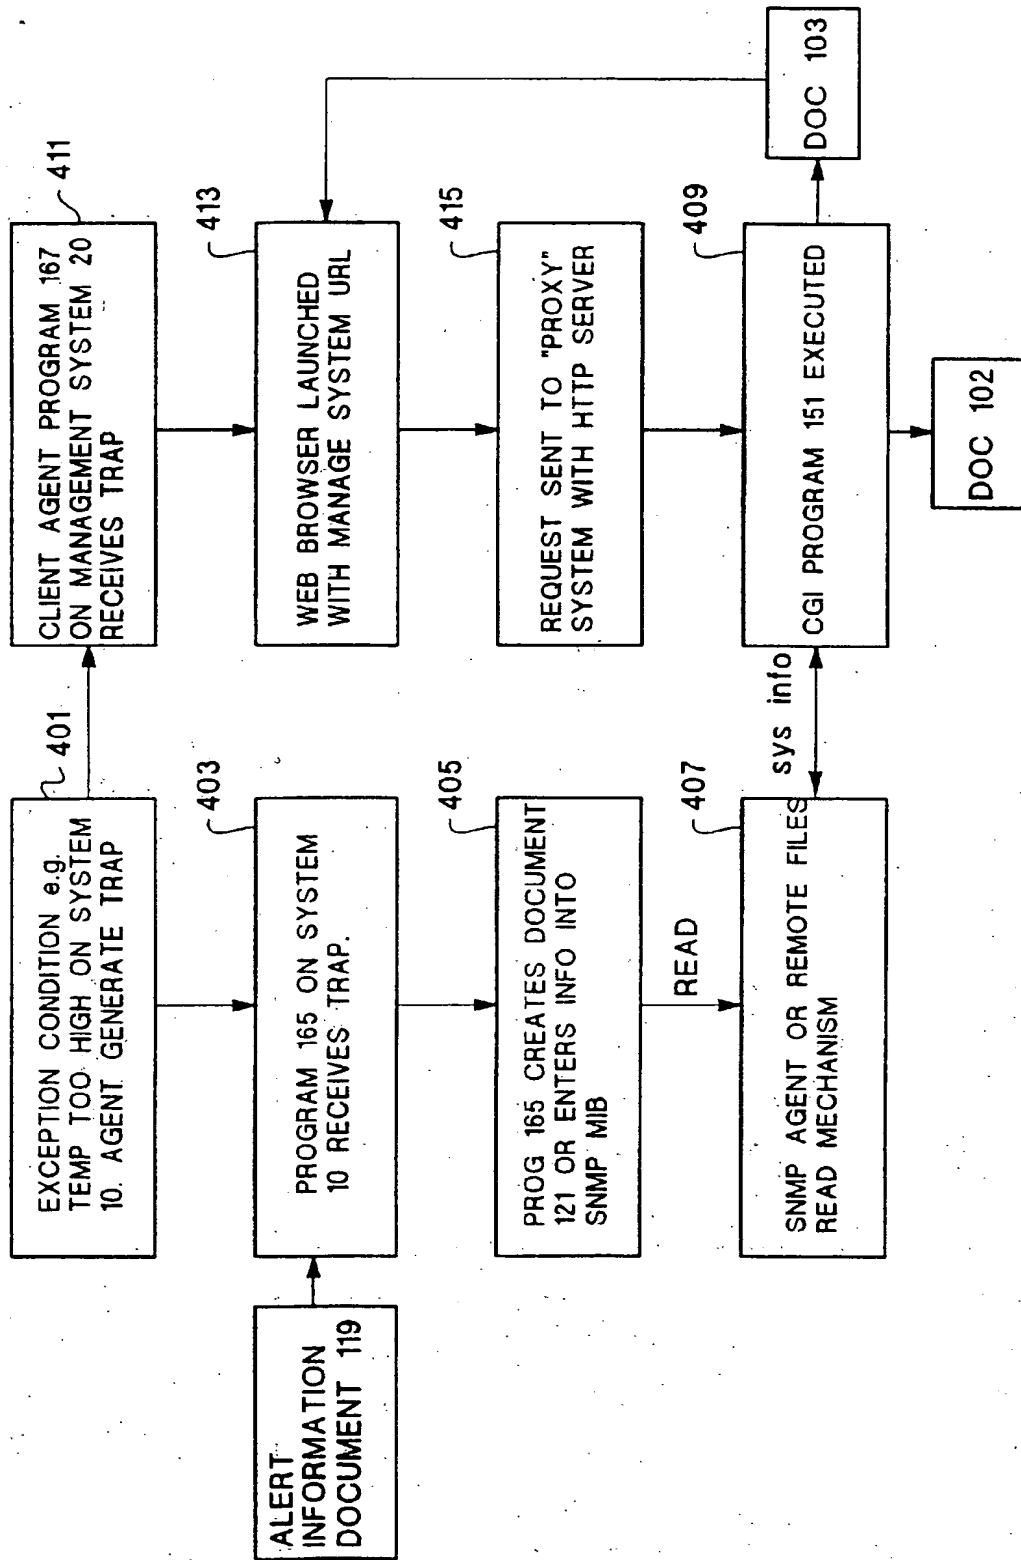 EXCEPTION CONDITION e.g.
TEMP TOO HIGH ON SYSTEM
10. AGENT GENERATE TRAP
401
CLIENT AGENT PROGRAM 167
ON MANAGEMENT SYSTEM 20
RECEIVES TRAP
411
ALERT
INFORMATION
DOCUMENT 119
PROGRAM 165 ON SYSTEM
10 RECEIVES TRAP.
403
WEB BROWSER LAUNCHED
WITH MANAGE SYSTEM URL
413
PROG 165 CREATES DOCUMENT
121 OR ENTERS INFO INTO
SNMP MIB
405
REQUEST SENT TO "PROXY"
SYSTEM WITH HTTP SERVER
415
READ
SNMP AGENT OR REMOTE FILES
READ MECHANISM
407
sys info
CGI PROGRAM 151 EXECUTED
409
DOC 103
DOC 102